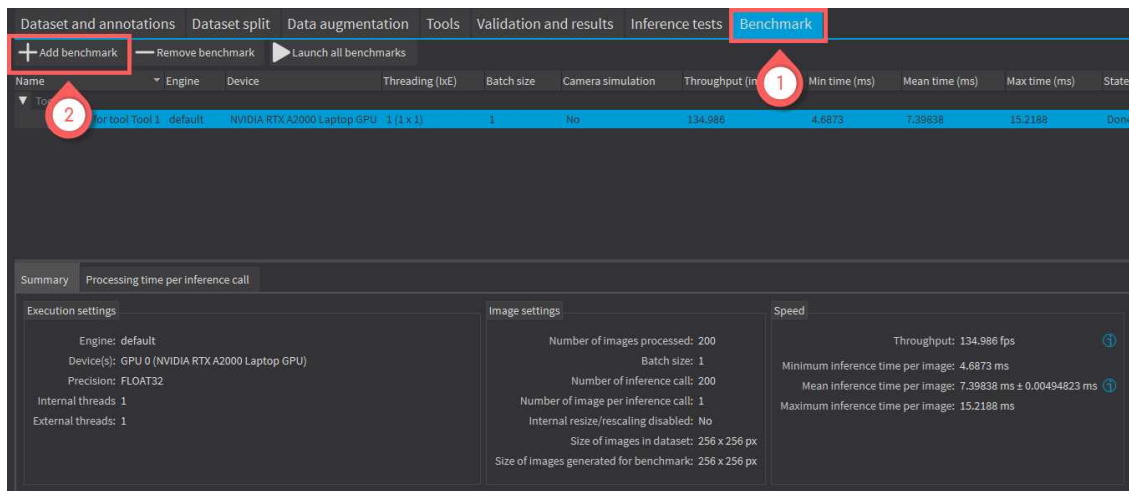 Dataset and annotations Dataset split Data augmentation Tools Validation and results Inference tests Benchmark
Add benchmark Remove benchmark Launch all benchmarks
1
Name Engine Device Threading (IxE) Batch size Camera simulation Throughput Min time (ms) Mean time (ms) Max time (ms) State
2
for tool Tool 1 default NVIDIA RTX A2000 Laptop GPU 1 (1 x 1) 1 No 134.986 4.6873 7.39838 15.2188 Done
Summary Processing time per inference call
Execution settings
Engine: default
Device(s): GPU 0 (NVIDIA RTX A2000 Laptop GPU)
Precision: FLOAT32
Internal threads 1
External threads: 1
Image settings
Number of images processed: 200
Batch size: 1
Number of inference call: 200
Number of image per inference call: 1
Internal resize/rescaling disabled: No
Size of images in dataset: 256 x 256 px
Size of images generated for benchmark: 256 x 256 px
Speed
Throughput: 134.986 fps
Minimum inference time per image: 4.6873 ms
Mean inference time per image: 7.39838 ms ± 0.00494823 ms
Maximum inference time per image: 15.2188 ms